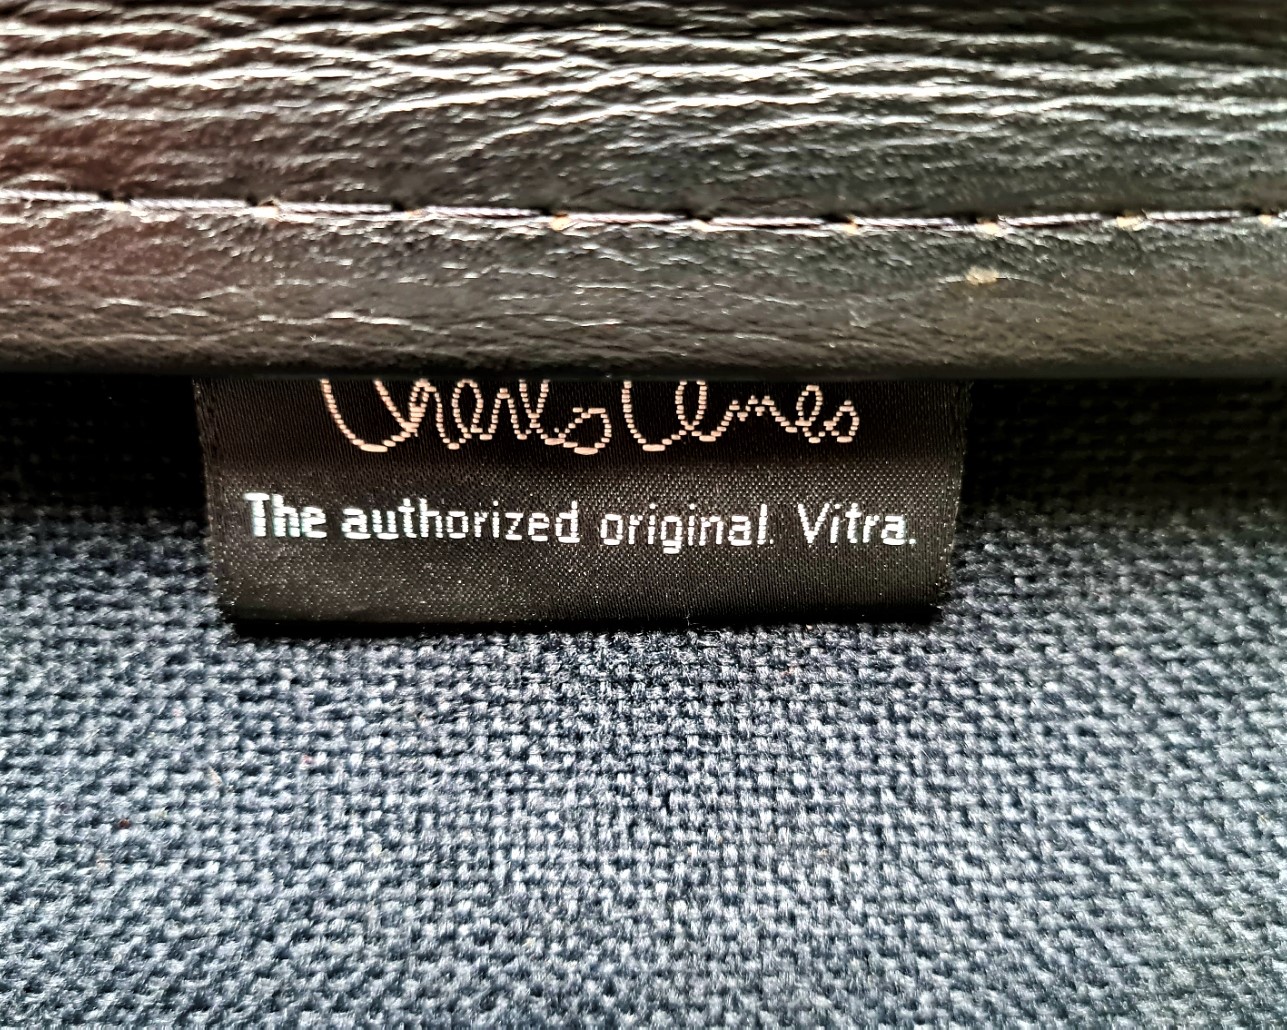 Charles Eames
The authorized original. Vitra.